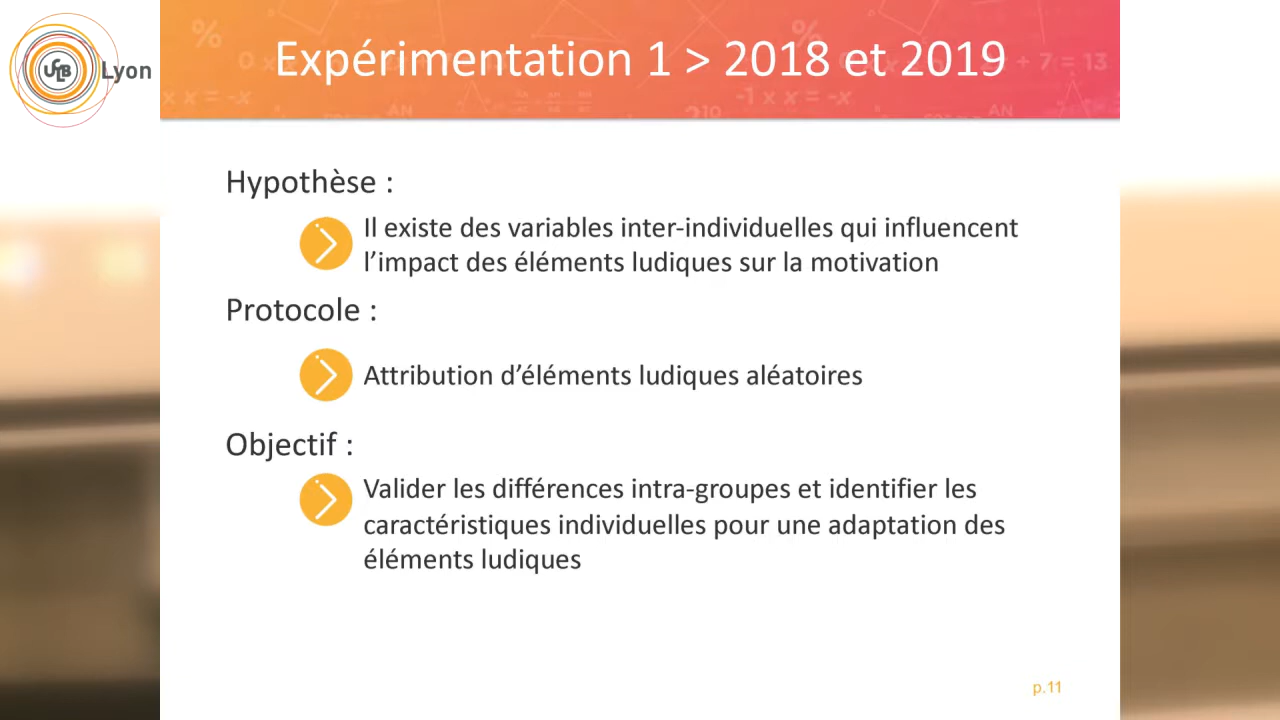 USLB Lyon
Expérimentation 1 > 2018 et 2019
Hypothèse :
Il existe des variables inter-individuelles qui influencent
l’impact des éléments ludiques sur la motivation
Protocole :
Attribution d’éléments ludiques aléatoires
Objectif :
Valider les différences intra-groupes et identifier les
caractéristiques individuelles pour une adaptation des
éléments ludiques
p.11